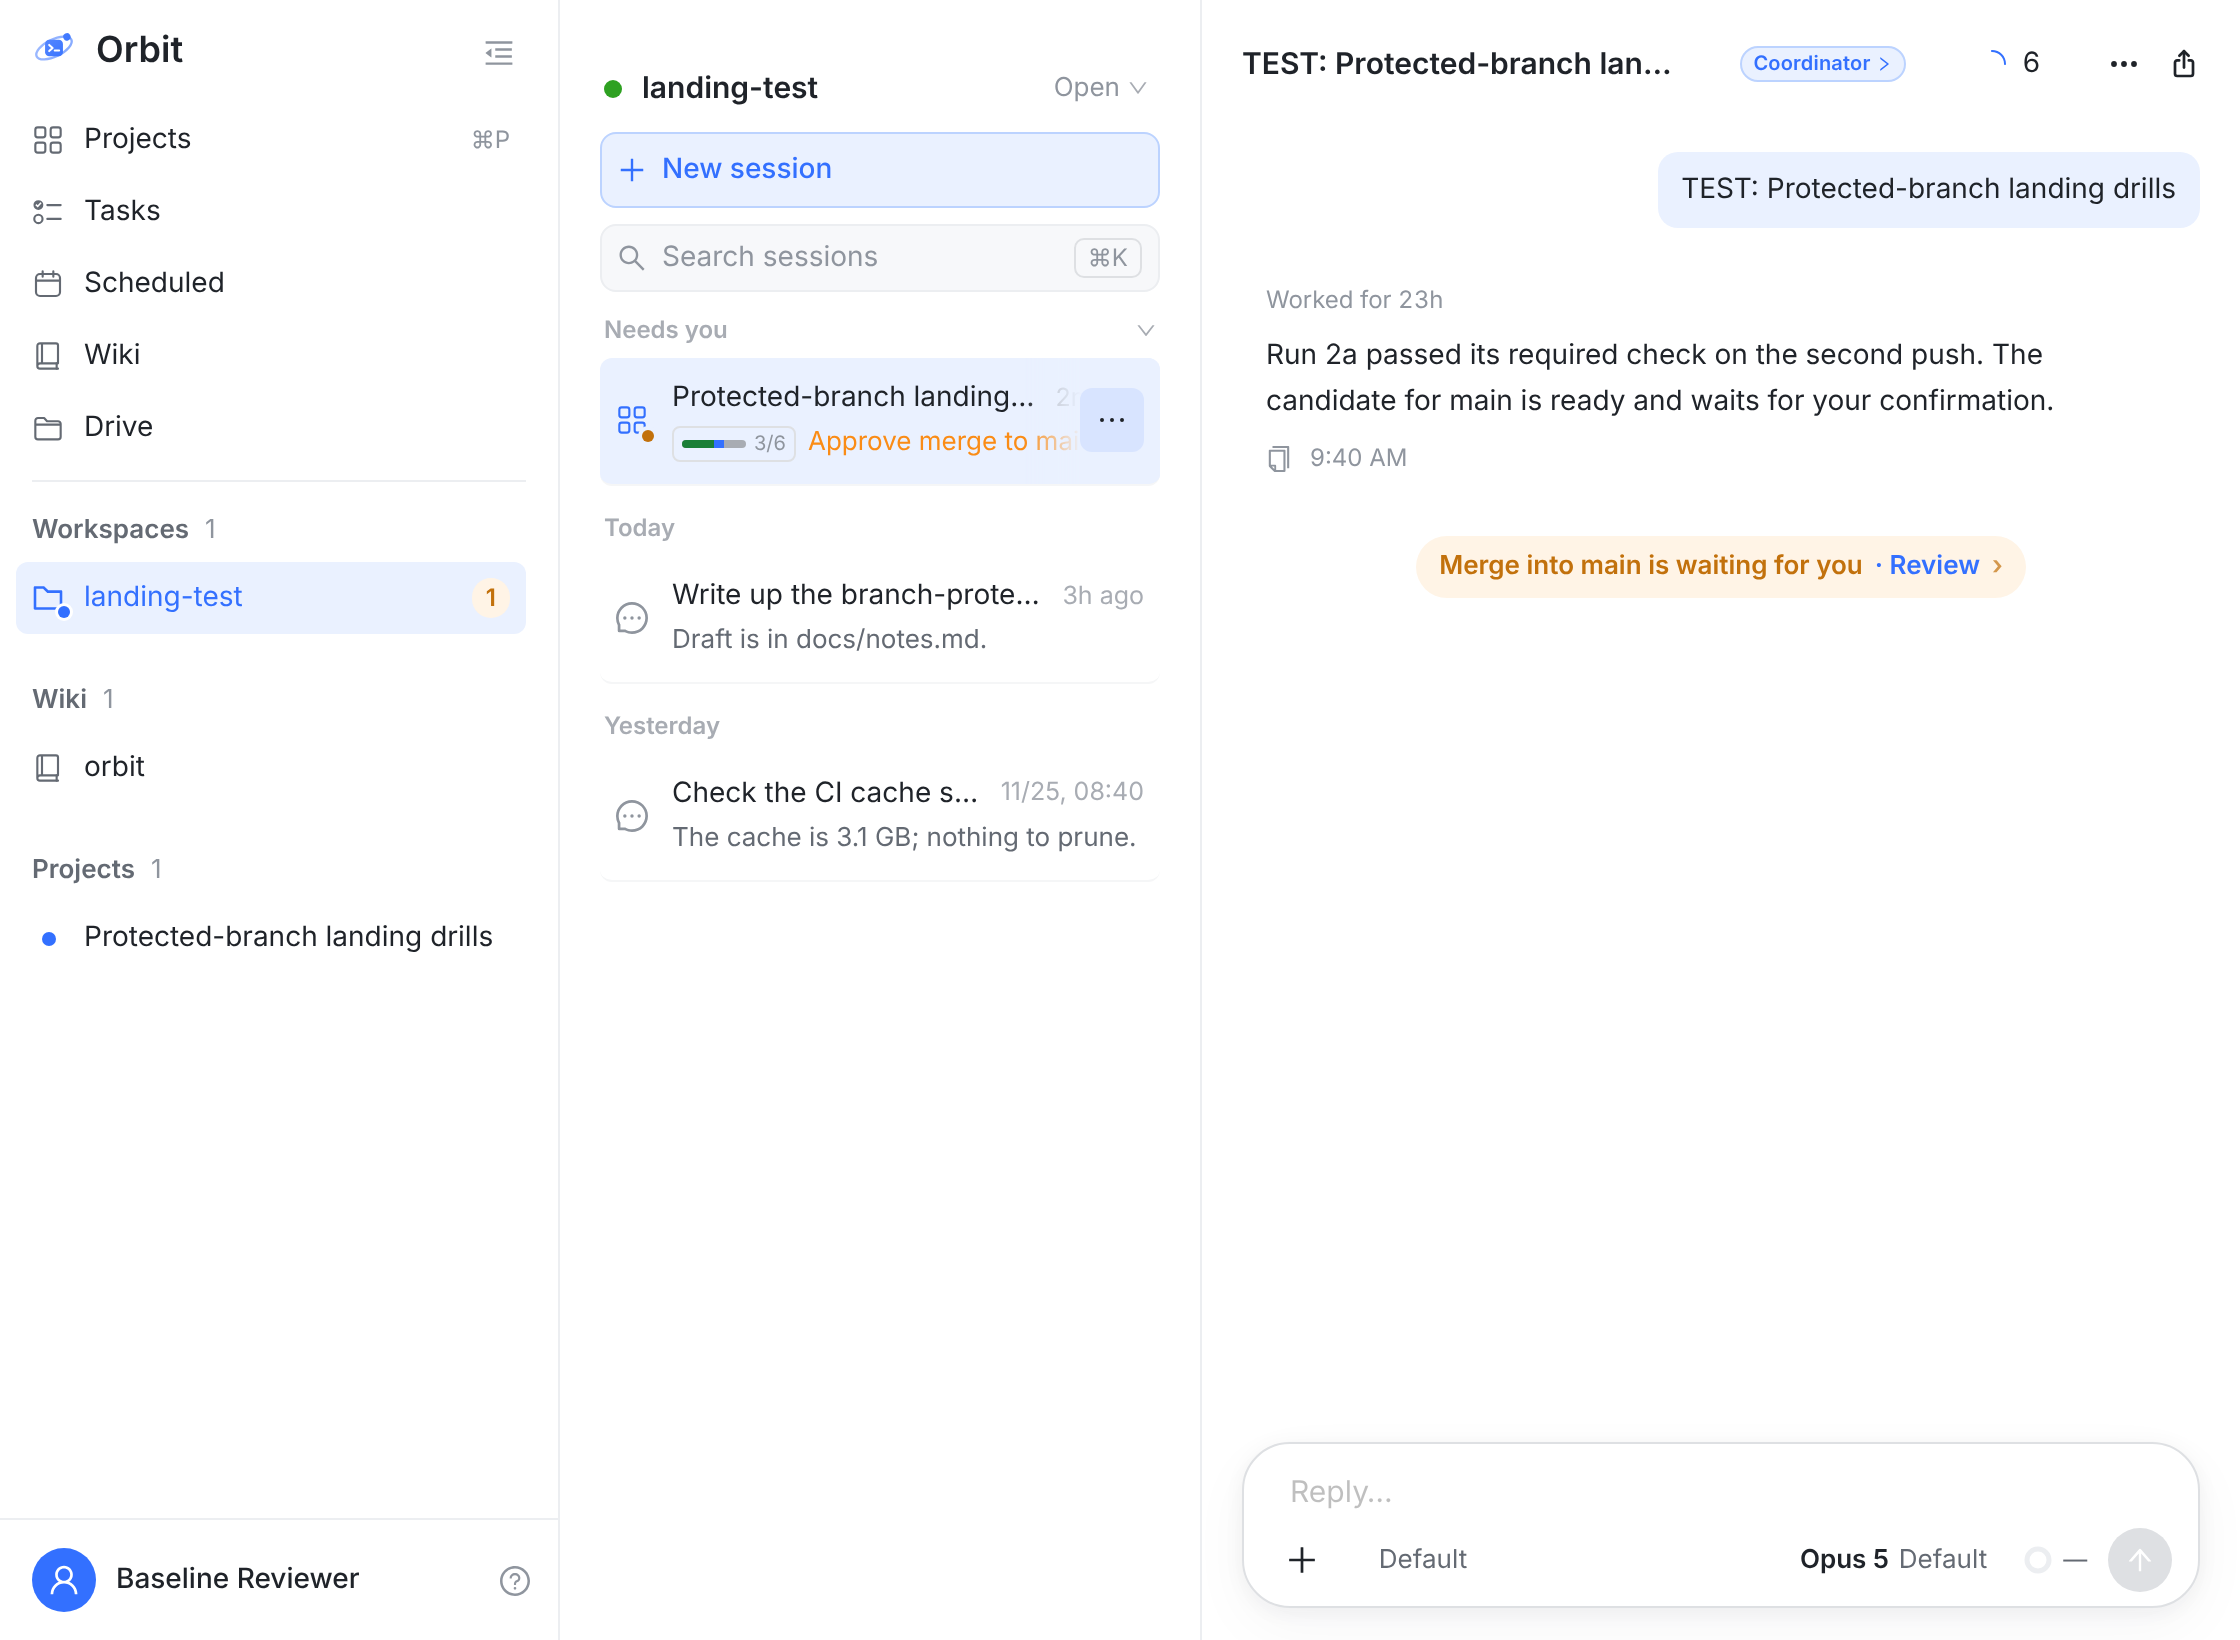 Orbit
Projects ⌘P
Tasks
Scheduled
Wiki
Drive
Workspaces 1
landing-test 1
Wiki 1
orbit
Projects 1
Protected-branch landing drills
Baseline Reviewer
landing-test Open
New session
Search sessions ⌘K
Needs you
Protected-branch landing...
3/6 Approve merge to
Today
Write up the branch-prote... 3h ago
Draft is in docs/notes.md.
Yesterday
Check the CI cache s... 11/25, 08:40
The cache is 3.1 GB; nothing to prune.
TEST: Protected-branch lan... Coordinator > 6
TEST: Protected-branch landing drills
Worked for 23h
Run 2a passed its required check on the second push. The
candidate for main is ready and waits for your confirmation.
9:40 AM
Merge into main is waiting for you · Review ›
Reply...
Default Opus 5 Default —